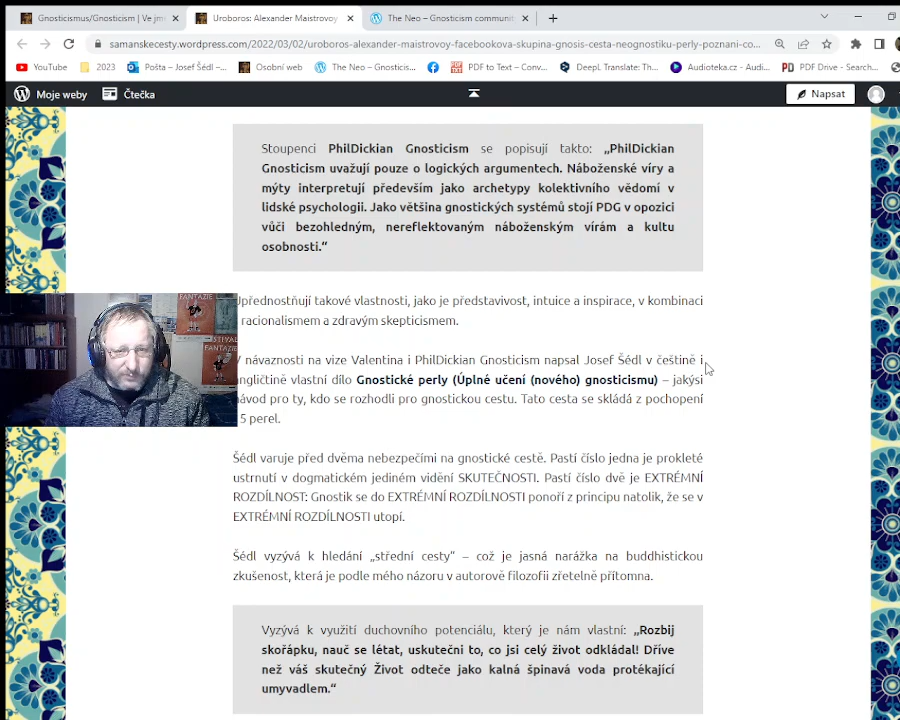 Gnosticismus/Gnosticism | Ve jm
Uroboros: Alexander Maistrovoy
The Neo – Gnosticism communit
samanskecesty.wordpress.com/2022/03/02/uroboros-alexander-maistrovoy-facebookova-skupina-gnosis-cesta-neognostiku-perly-poznani-co...
YouTube
2023
Pošta – Josef Šédl –...
Osobní web
The Neo – Gnosticis...
PDF to Text – Conv...
DeepL Translate: Th...
Audioteka.cz - Audi...
PDF Drive - Search...
Moje weby
Čtečka
Napsat
Stoupenci PhilDickian Gnosticism se popisují takto: „PhilDickian
Gnosticism uvažují pouze o logických argumentech. Náboženské víry a
mýty interpretují především jako archetypy kolektivního vědomí v
lidské psychologii. Jako většina gnostických systémů stojí PDG v opozici
vůči bezohledným, nereflektovaným náboženským vírám a kultu
osobnosti.“
Upřednostňují takové vlastnosti, jako je představivost, intuice a inspirace, v kombinaci
racionalismem a zdravým skepticismem.
V návaznosti na vize Valentina i PhilDickian Gnosticism napsal Josef Šédl v češtině i
angličtině vlastní dílo Gnostické perly (Úplné učení (nového) gnosticismu) – jakýsi
návod pro ty, kdo se rozhodli pro gnostickou cestu. Tato cesta se skládá z pochopení
5 perel.
Šédl varuje před dvěma nebezpečími na gnostické cestě. Pastí číslo jedna je prokleté
ustrnutí v dogmatickém jediném vidění SKUTEČNOSTI. Pastí číslo dvě je EXTRÉMNÍ
ROZDÍLNOST: Gnostik se do EXTRÉMNÍ ROZDÍLNOSTI ponoří z principu natolik, že se v
EXTRÉMNÍ ROZDÍLNOSTI utopí.
Šédl vyzývá k hledání „střední cesty“ – což je jasná narážka na buddhistickou
zkušenost, která je podle mého názoru v autorově filozofii zřetelně přítomna.
Vyzývá k využití duchovního potenciálu, který je nám vlastní: „Rozbij
skořápku, nauč se létat, uskutečni to, co jsi celý život odkládal! Dříve
než váš skutečný Život odteče jako kalná špinavá voda protékající
umyvadlem.“
FANTAZIE
FANTAZIE